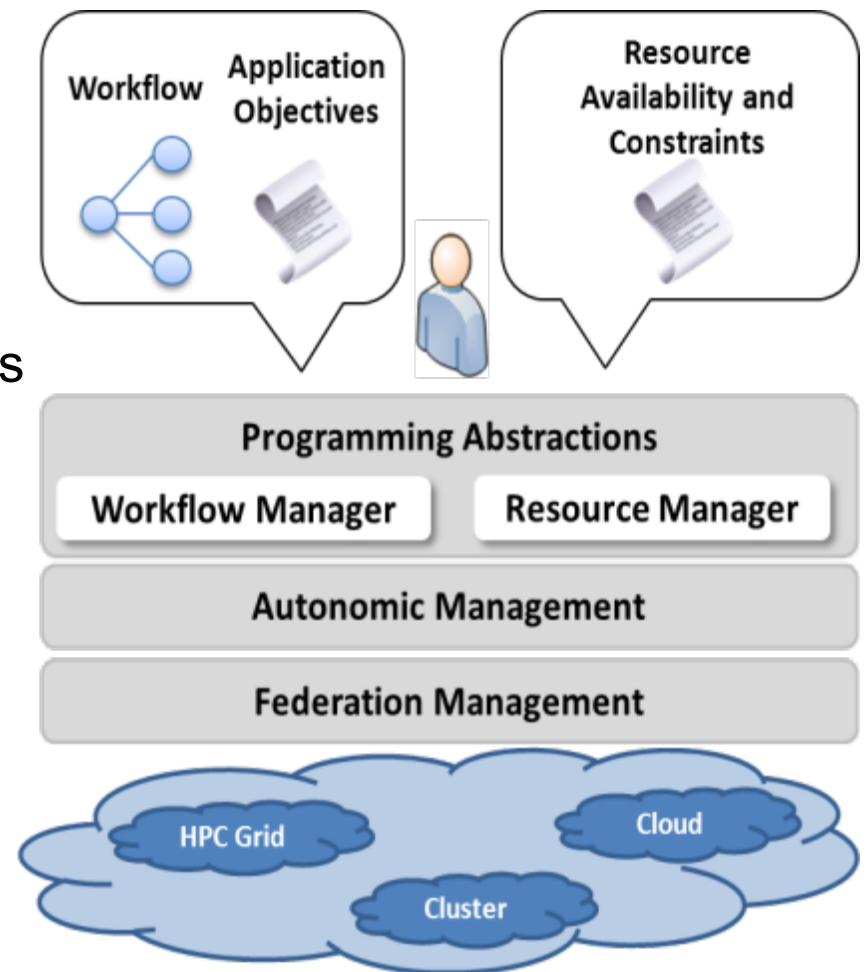 Workflow
Application
Objectives
Resource
Availability and
Constraints
s
Programming Abstractions
Workflow Manager
Resource Manager
Autonomic Management
Federation Management
HPC Grid
Cloud
Cluster